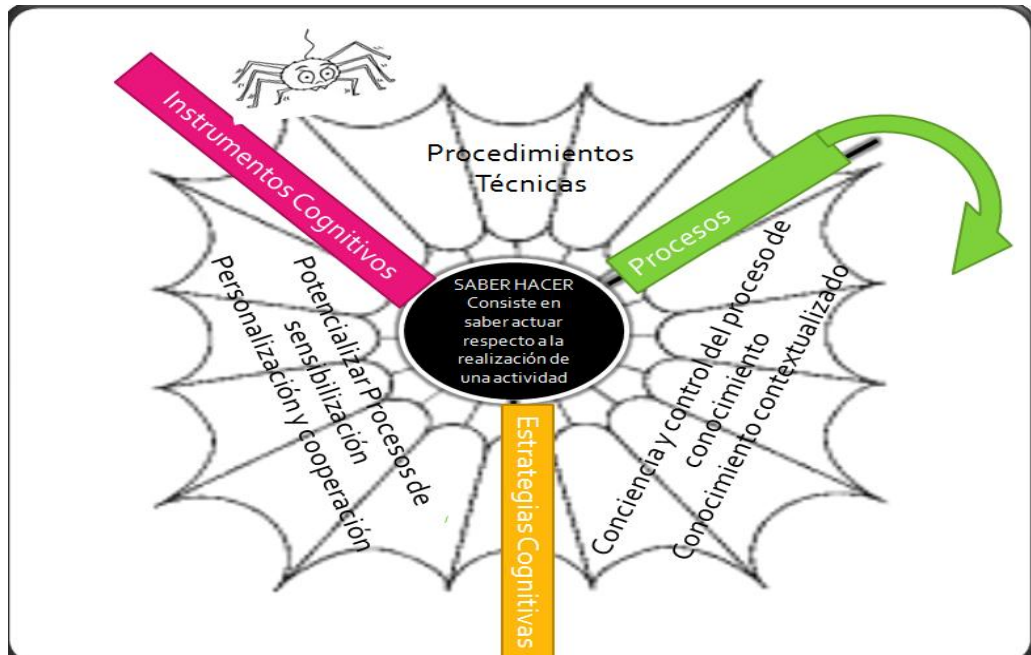 Instrumentos Cognitivos
Procedimientos
Técnicas
Procesos
SABER HACER
Consiste en
saber actuar
respecto a la
realización de
una actividad
Potencializar Procesos de
sensibilización
Personalización y cooperación
Conciencia y control del proceso de
conocimiento
Conocimiento contextualizado
Estrategias Cognitivas